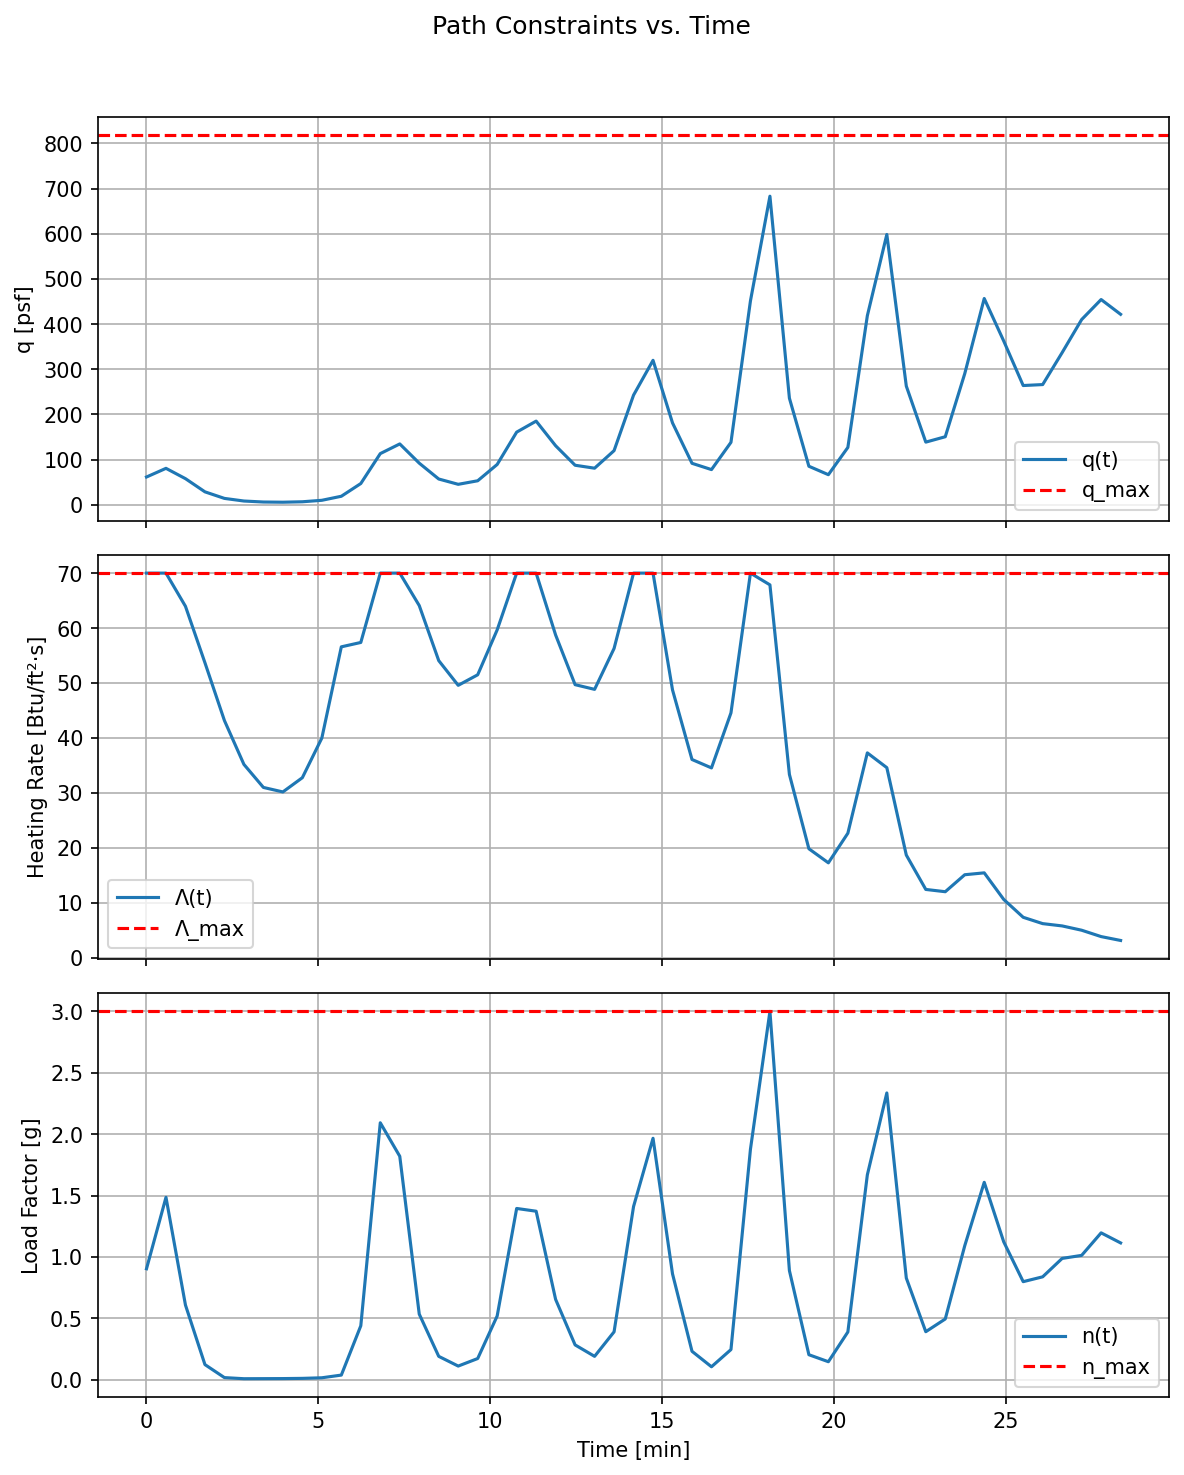 Path Constraints vs. Time
800
700
600
500
400
300
200
100
0
q [psf]
q(t)
q_max
70
60
50
40
30
20
10
0
Heating Rate [Btu/ft²·s]
Λ(t)
Λ_max
3.0
2.5
2.0
1.5
1.0
0.5
0.0
Load Factor [g]
n(t)
n_max
0 5 10 15 20 25
Time [min]